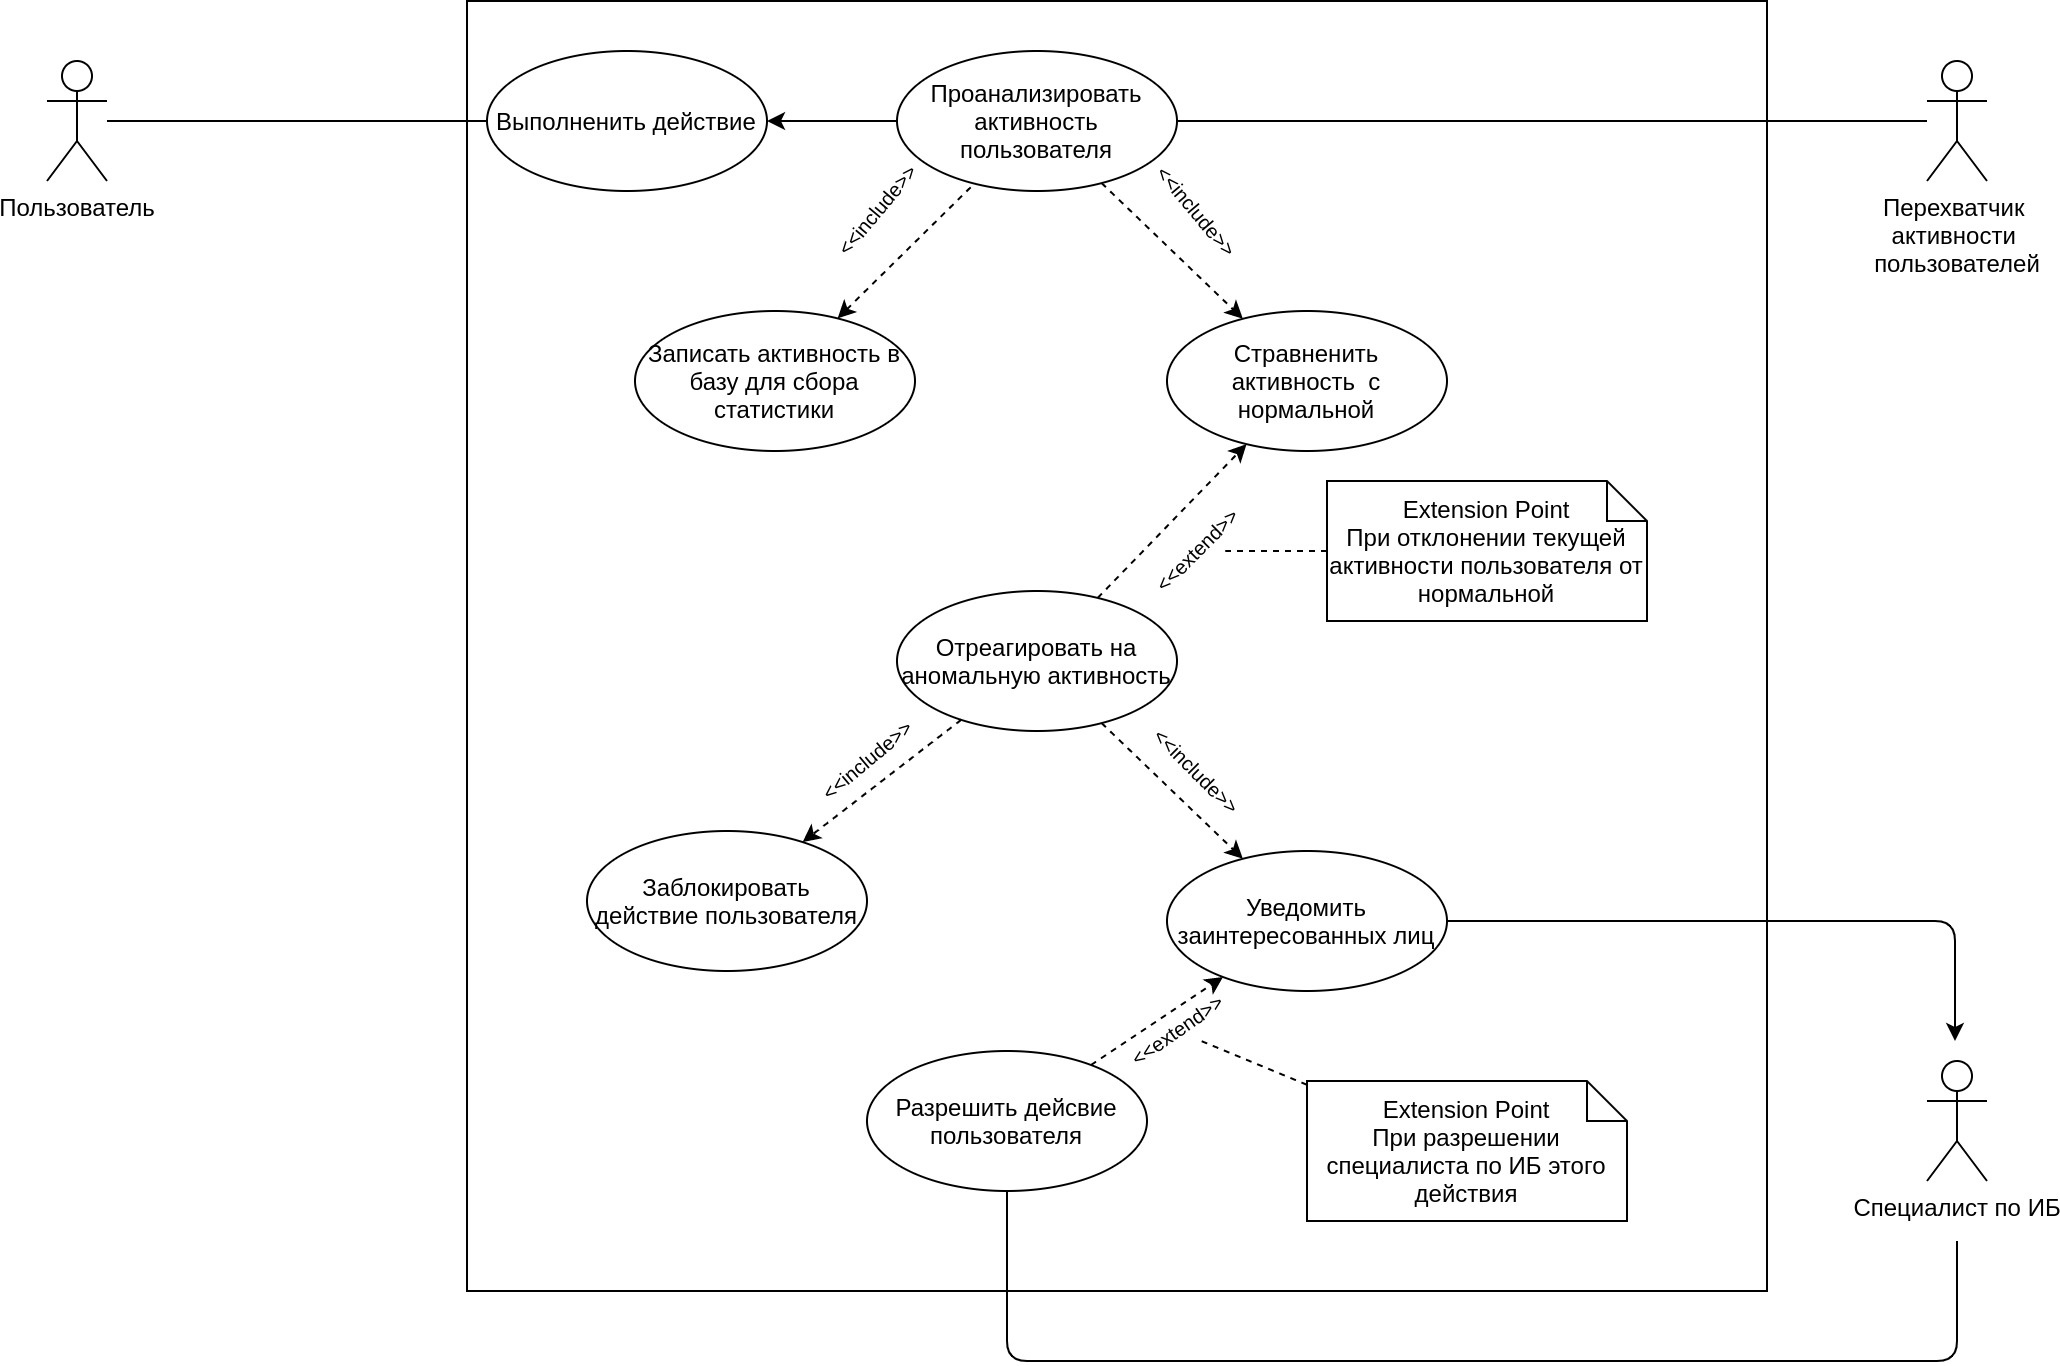 Пользователь
Выполненить действие
Проанализировать
активность
пользователя
Перехватчик
активности
пользователей
<<include>>
<<include>>
Записать активность в
базу для сбора
статистики
Стравненить
активность с
нормальной
<<extend>>
Extension Point
При отклонении текущей
активности пользователя от
нормальной
Отреагировать на
аномальную активность
<<include>>
<<include>>
Заблокировать
действие пользователя
Уведомить
заинтересованных лиц
<<extend>>
Разрешить дейсвие
пользователя
Extension Point
При разрешении
специалиста по ИБ этого
действия
Специалист по ИБ